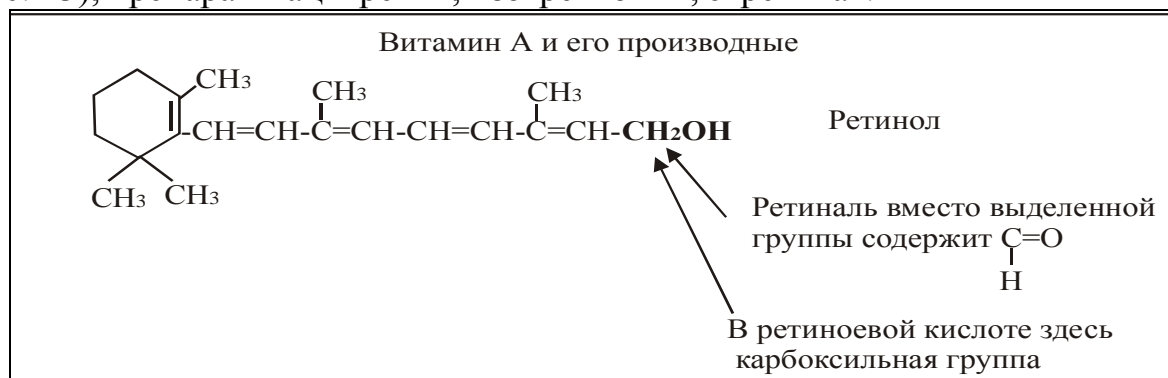 Витамин А и его производные
CH3
CH3
CH3
-CH=CH-C=CH-CH=CH-C=CH-CH2OH
Ретинол
CH3 CH3
Ретиналь вместо выделенной
группы содержит C=O
H
В ретиноевой кислоте здесь
карбоксильная группа